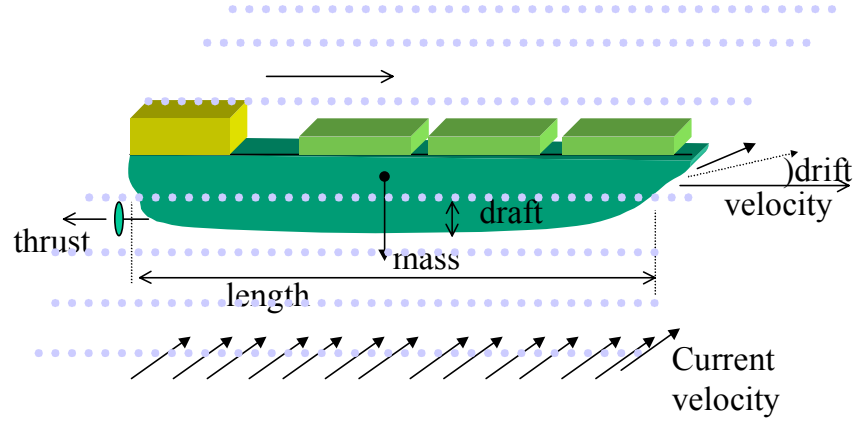 )drift
velocity
draft
thrust
mass
length
Current
velocity